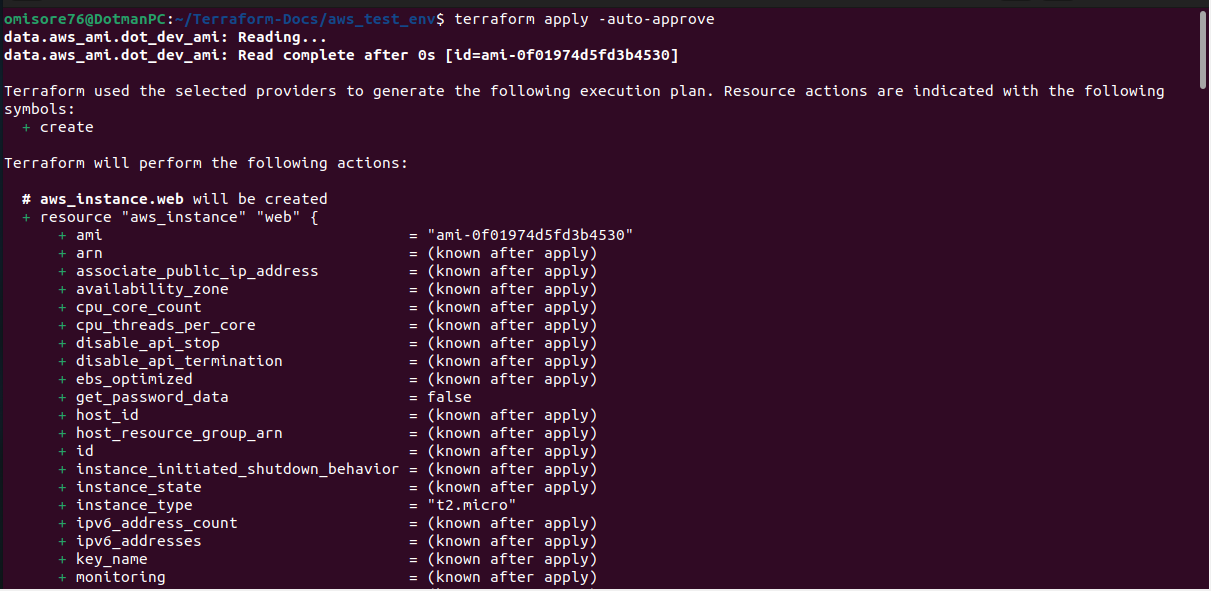 omisore76@DotmanPC:~/Terraform-Docs/aws_test_env$ terraform apply -auto-approve
data.aws_ami.dot_dev_ami: Reading...
data.aws_ami.dot_dev_ami: Read complete after 0s [id=ami-0f01974d5fd3b4530]
Terraform used the selected providers to generate the following execution plan. Resource actions are indicated with the following
symbols:
+ create
Terraform will perform the following actions:
# aws_instance.web will be created
+ resource "aws_instance" "web" {
+ ami = "ami-0f01974d5fd3b4530"
+ arn = (known after apply)
+ associate_public_ip_address = (known after apply)
+ availability_zone = (known after apply)
+ cpu_core_count = (known after apply)
+ cpu_threads_per_core = (known after apply)
+ disable_api_stop = (known after apply)
+ disable_api_termination = (known after apply)
+ ebs_optimized = (known after apply)
+ get_password_data = false
+ host_id = (known after apply)
+ host_resource_group_arn = (known after apply)
+ id = (known after apply)
+ instance_initiated_shutdown_behavior = (known after apply)
+ instance_state = (known after apply)
+ instance_type = "t2.micro"
+ ipv6_address_count = (known after apply)
+ ipv6_addresses = (known after apply)
+ key_name = (known after apply)
+ monitoring = (known after apply)